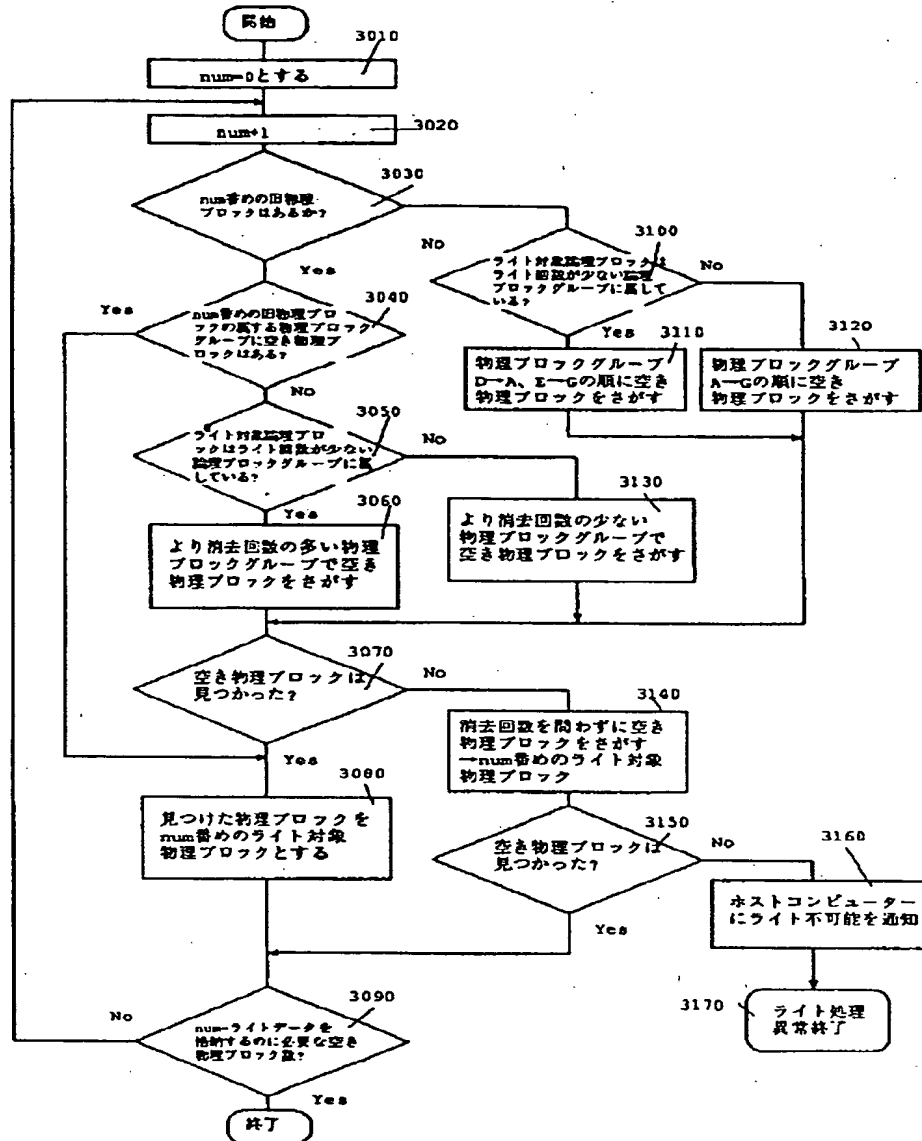 開始
3010
num=0とする
3020
num+1
3030
num番めの旧物理
ブロックはあるか?
No
Yes
3100
ライト対象論理ブロックは
ライト回数が少ない論理
ブロックグループに属して
いる?
No
Yes
Yes
3040
num番めの旧物理ブロ
ックの属する物理ブロック
グループに空き物理ブ
ロックはある?
No
3110
物理ブロックグループ
D→A、E→Gの順に空き
物理ブロックをさがす
3120
物理ブロックグループ
A→Gの順に空き
物理ブロックをさがす
3050
ライト対象論理ブロ
ックはライト回数が少ない
論理ブロックグループに属
している?
No
Yes
3060
より消去回数の多い物理
ブロックグループで空き
物理ブロックをさがす
3130
より消去回数の少ない
物理ブロックグループで
空き物理ブロックをさがす
3070
空き物理ブロックは
見つかった?
No
Yes
3140
消去回数を問わずに空き
物理ブロックをさがす
→num番めのライト対象
物理ブロック
3080
見つけた物理ブロックを
num番めのライト対象
物理ブロックとする
3150
空き物理ブロックは
見つかった?
No
Yes
3160
ホストコンピューター
にライト不可能を通知
3170
ライト処理
異常終了
3090
num=ライトデータを
格納するのに必要な空き
物理ブロック数?
No
Yes
終了